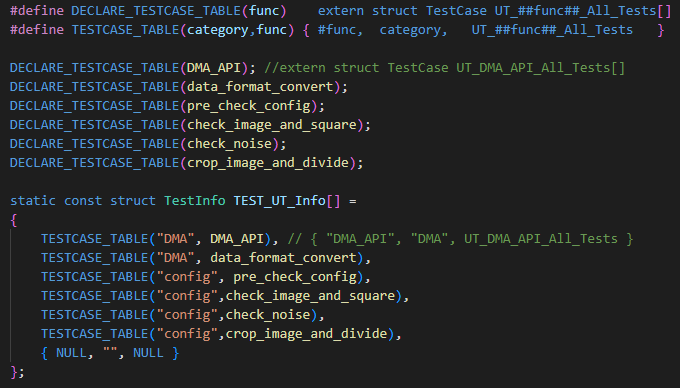 #define DECLARE_TESTCASE_TABLE(func)    extern struct TestCase UT_##func##_All_Tests[]
#define TESTCASE_TABLE(category,func) { #func,  category,   UT_##func##_All_Tests   }

DECLARE_TESTCASE_TABLE(DMA_API); //extern struct TestCase UT_DMA_API_All_Tests[]
DECLARE_TESTCASE_TABLE(data_format_convert);
DECLARE_TESTCASE_TABLE(pre_check_config);
DECLARE_TESTCASE_TABLE(check_image_and_square);
DECLARE_TESTCASE_TABLE(check_noise);
DECLARE_TESTCASE_TABLE(crop_image_and_divide);

static const struct TestInfo TEST_UT_Info[] =
{
    TESTCASE_TABLE("DMA", DMA_API), // { "DMA_API", "DMA", UT_DMA_API_All_Tests }
    TESTCASE_TABLE("DMA", data_format_convert),
    TESTCASE_TABLE("config", pre_check_config),
    TESTCASE_TABLE("config",check_image_and_square),
    TESTCASE_TABLE("config",check_noise),
    TESTCASE_TABLE("config",crop_image_and_divide),
    { NULL, "", NULL }
};